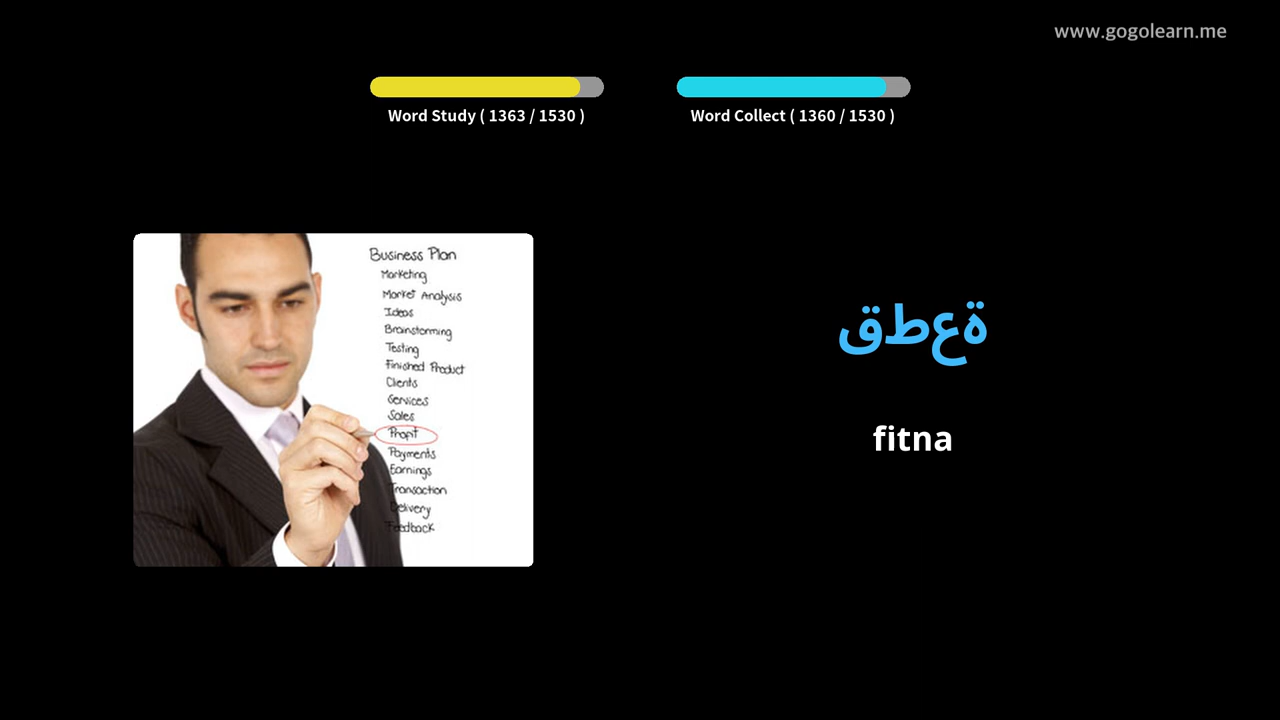 www.gogolearn.me
Word Study ( 1363 / 1530 )
Word Collect ( 1360 / 1530 )
Business Plan
Marketing
Market Analysis
Ideas
Brainstorming
Testing
Finished Product
Clients
Services
Sales
Profit
Payments
Earnings
Transaction
Delivery
Feedback
ةعطق
fitna